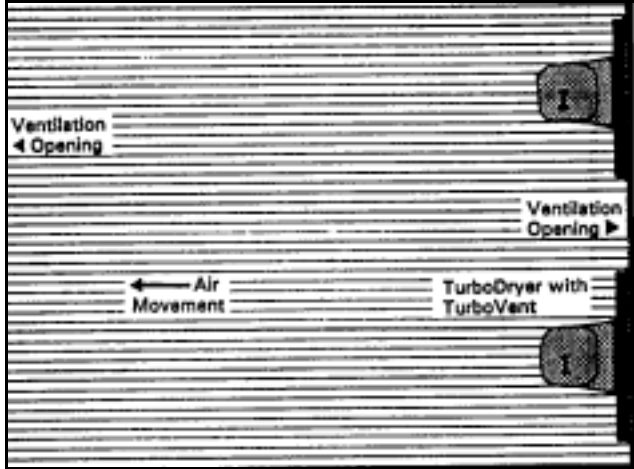 I
Ventilation
◄ Opening
Ventilation
Opening ►
← Air
Movement
TurboDryer with
TurboVent
I